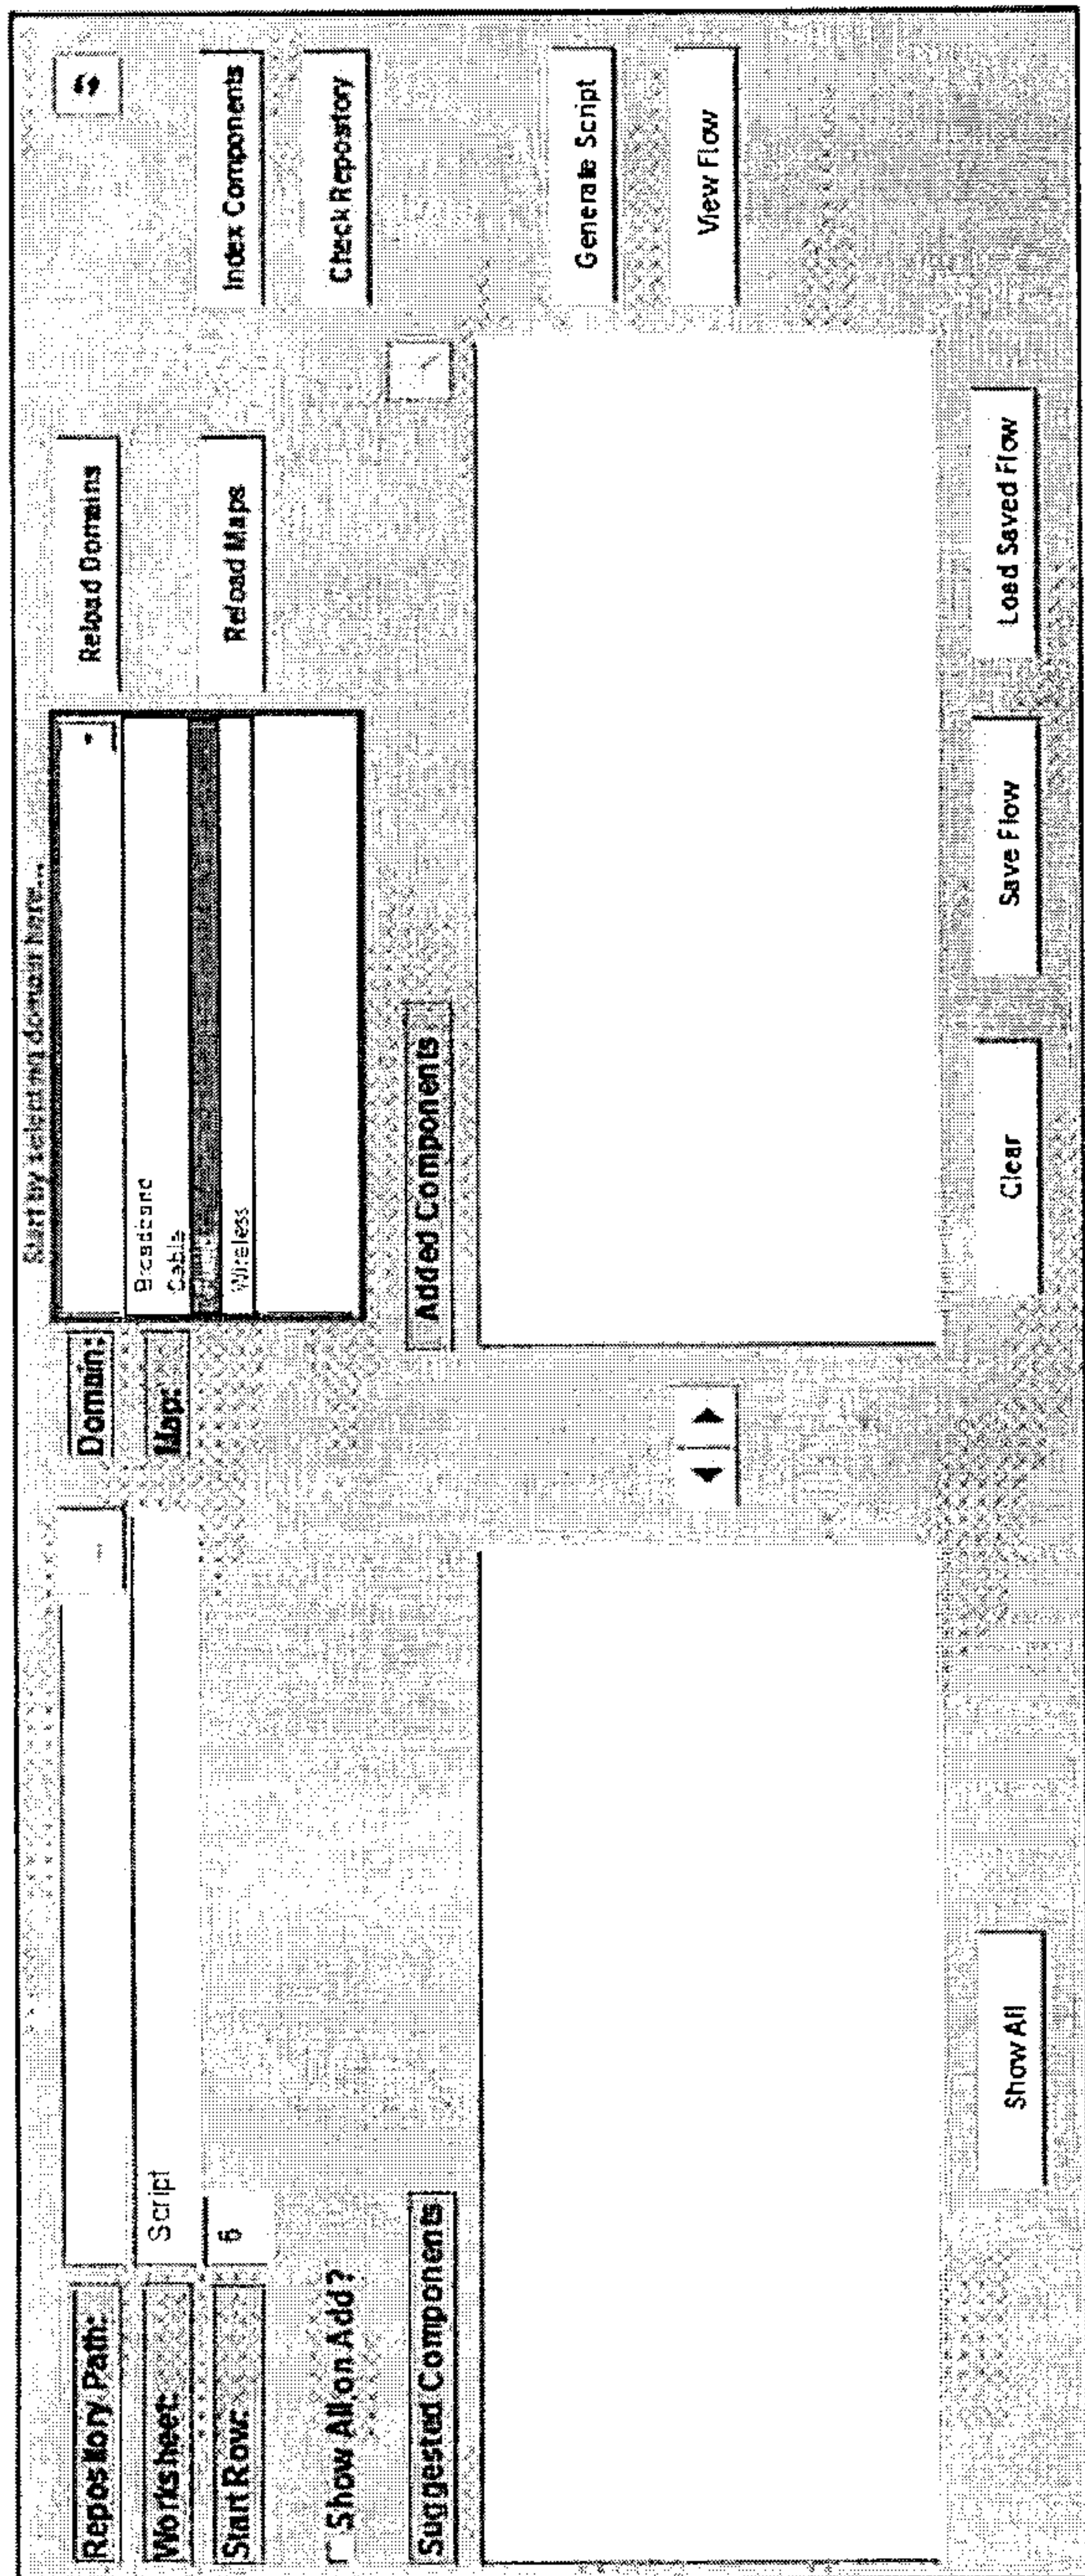 Start by selecting domain here...
Repository Path:
...
Domain:
Reload Domains
Worksheet:
Script
Map:
Broadband
Cable
Start Row:
6
Wireless
Reload Maps
Index Components
Show All on Add?
Check Repository
Suggested Components
Added Components
Generate Script
View Flow
Show All
Clear
Save Flow
Load Saved Flow